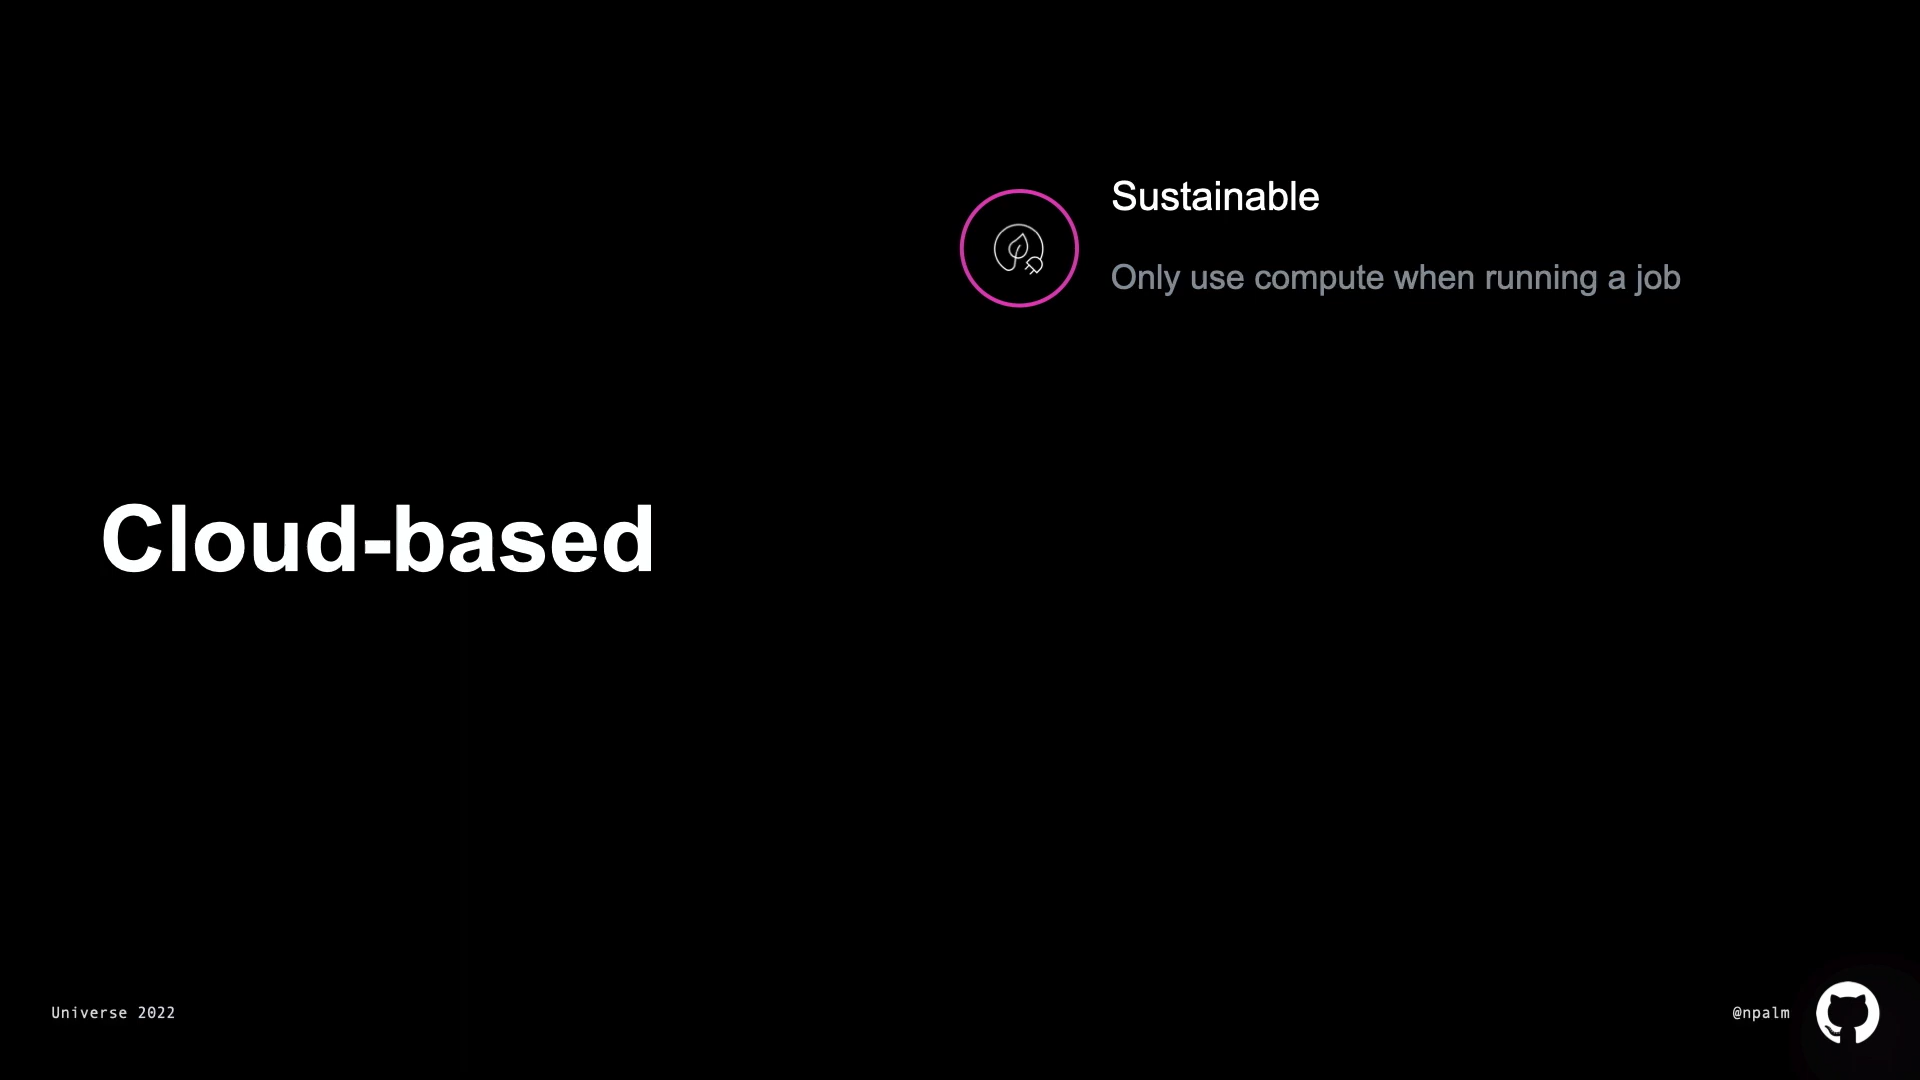 Sustainable
Only use compute when running a job
Cloud-based
Universe 2022
@npalm